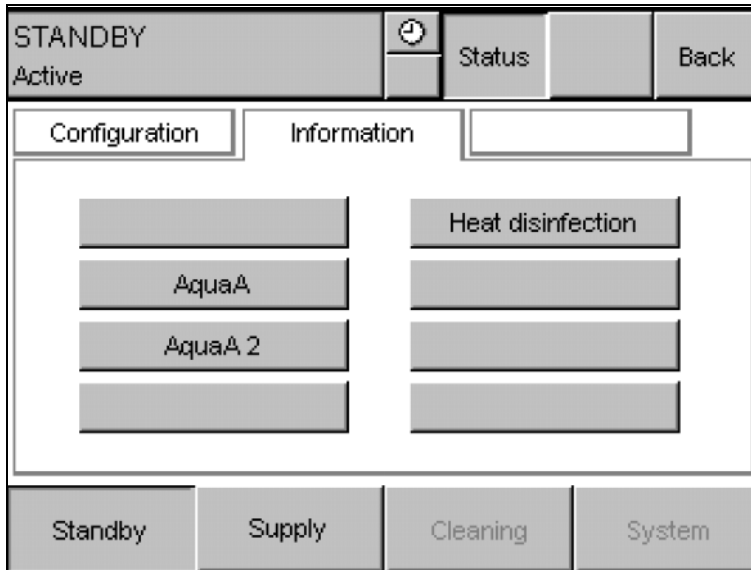 STANDBY
Active
Status
Back
Configuration
Information
Heat disinfection
AquaA
AquaA 2
Standby
Supply
Cleaning
System